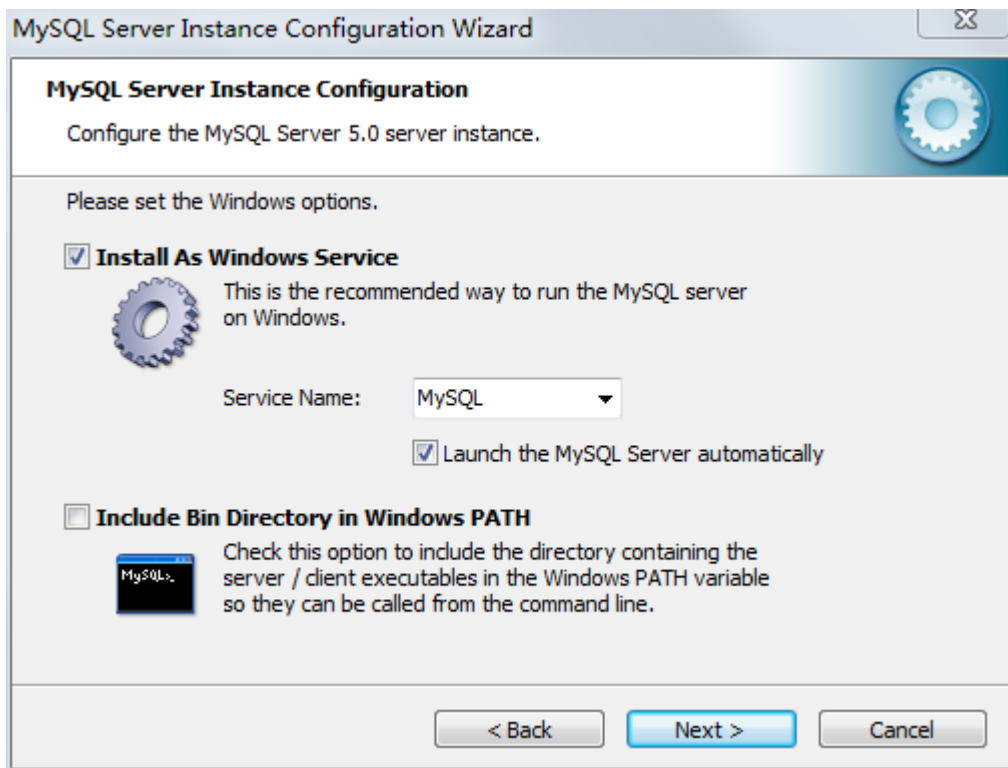 MySQL Server Instance Configuration Wizard
MySQL Server Instance Configuration
Configure the MySQL Server 5.0 server instance.
Please set the Windows options.
Install As Windows Service
This is the recommended way to run the MySQL server
on Windows.
Service Name: MySQL
Launch the MySQL Server automatically
Include Bin Directory in Windows PATH
Check this option to include the directory containing the
server / client executables in the Windows PATH variable
so they can be called from the command line.
MySQL>_
< Back Next > Cancel